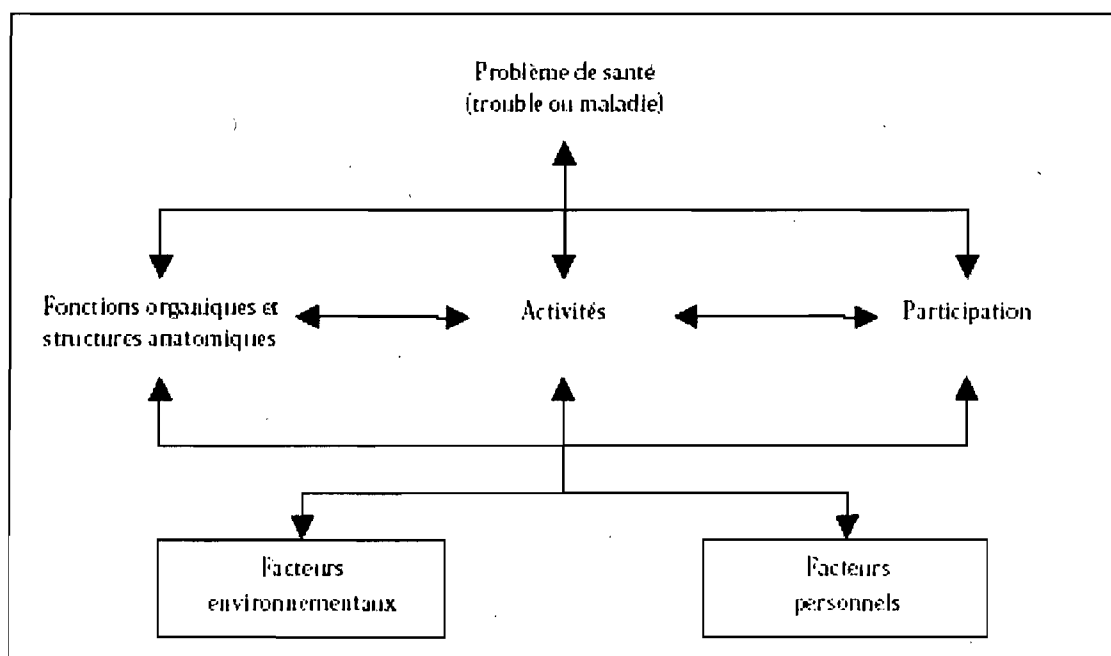 Problème de santé
(trouble ou maladie)
Fonctions organiques et
structures anatomiques
Activités
Participation
Facteurs
environnementaux
Facteurs
personnels